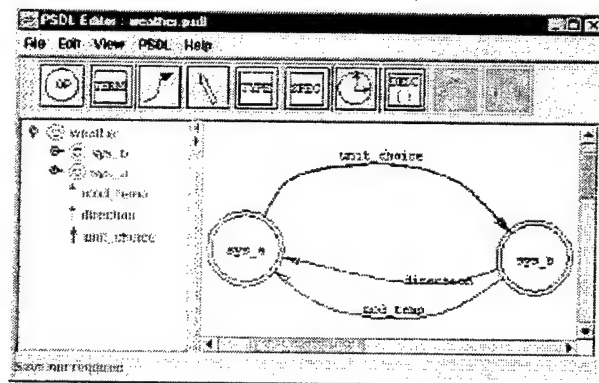 PSDL Editor : weather.psdl
File Edit View PSDL Help
OP TERM TYPE SPEC DESC
( )
weather
sys_b
sys_a
direction
unit_choice
unit_choice
sys_a
sys_b
direction
Save not required